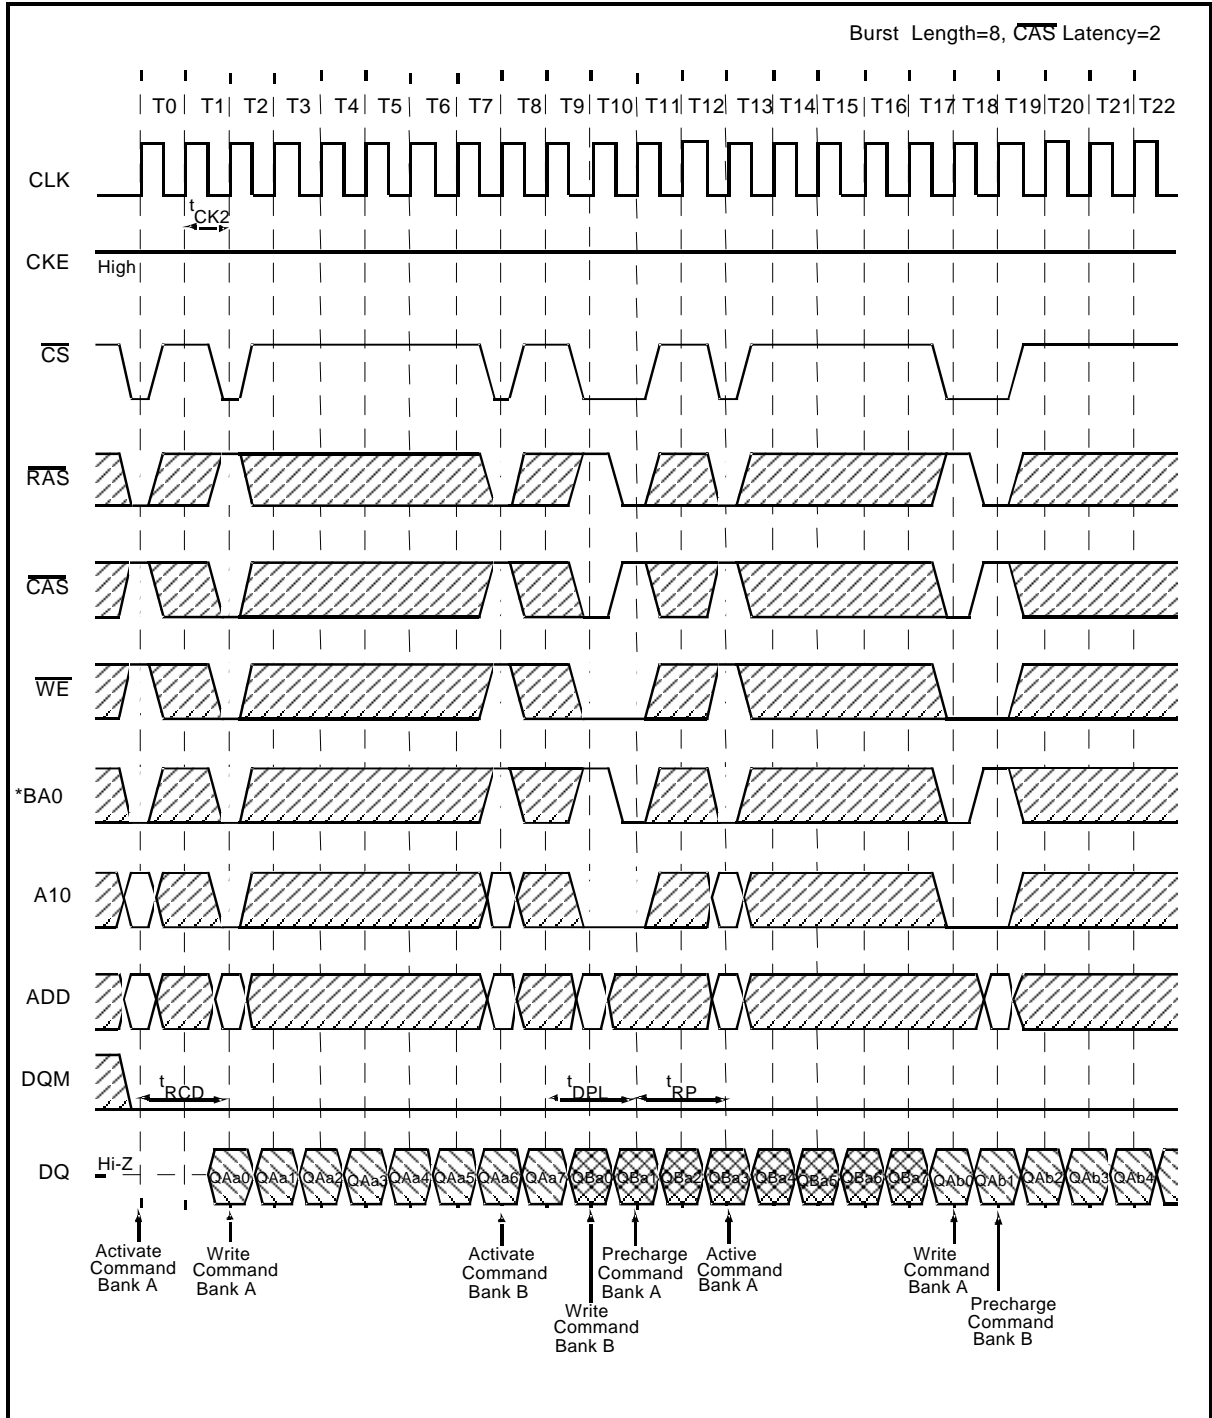 Burst Length=8, CAS Latency=2
T0 T1 T2 T3 T4 T5 T6 T7 T8 T9 T10 T11 T12 T13 T14 T15 T16 T17 T18 T19 T20 T21 T22
CLK
tCK2
CKE
High
CS
RAS
CAS
WE
*BA0
A10
ADD
DQM
tRCD
tDPL
tRP
DQ
Hi-Z
QAa0 QAa1 QAa2 QAa3 QAa4 QAa5 QAa6 QAa7 QBa0 QBa1 QBa2 QBa3 QBa4 QBa5 QBa6 QBa7 QAb0 QAb1 QAb2 QAb3 QAb4
Activate
Command
Bank A
Write
Command
Bank A
Activate
Command
Bank B
Write
Command
Bank B
Precharge
Command
Bank A
Active
Command
Bank A
Write
Command
Bank A
Precharge
Command
Bank B